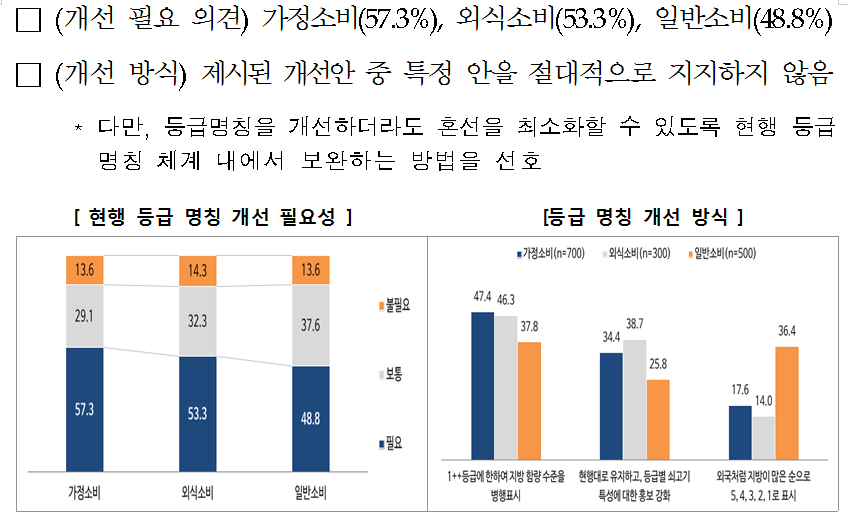 □ (개선 필요 의견) 가정소비(57.3%), 외식소비(53.3%), 일반소비(48.8%)
□ (개선 방식) 제시된 개선안 중 특정 안을 절대적으로 지지하지 않음
* 다만, 등급명칭을 개선하더라도 혼선을 최소화할 수 있도록 현행 등급
명칭 체계 내에서 보완하는 방법을 선호
[ 현행 등급 명칭 개선 필요성 ]
13.6 14.3 13.6
29.1 32.3 37.6
57.3 53.3 48.8
불필요
보통
필요
가정소비 외식소비 일반소비
[등급 명칭 개선 방식 ]
가정소비(n=700) 외식소비(n=300) 일반소비(n=500)
47.4 46.3 37.8
34.4 38.7 25.8
17.6 14.0 36.4
1++등급에 한하여 지방 함량 수준을
병행표시
현행대로 유지하고, 등급별 쇠고기
특성에 대한 홍보 강화
외국처럼 지방이 많은 순으로
5, 4, 3, 2, 1로 표시